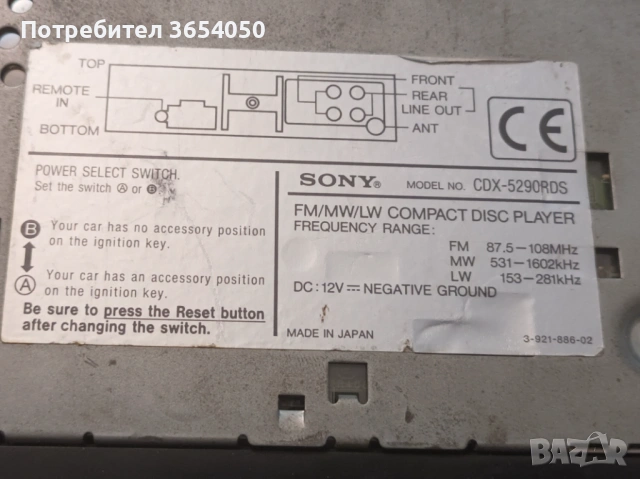 Потребител 3654050
TOP
REMOTE
IN
BOTTOM
FRONT
REAR
LINE OUT
ANT
CE
POWER SELECT SWITCH.
Set the switch Ⓐ or Ⓑ
B Your car has no accessory position
on the ignition key.
A Your car has an accessory position
on the ignition key.
Be sure to press the Reset button
after changing the switch.
SONY® MODEL NO. CDX-5290RDS
FM/MW/LW COMPACT DISC PLAYER
FREQUENCY RANGE:
FM 87.5-108MHz
MW 531-1602kHz
LW 153-281kHz
DC: 12V⎓ NEGATIVE GROUND
MADE IN JAPAN
3-921-886-02
BAZAR